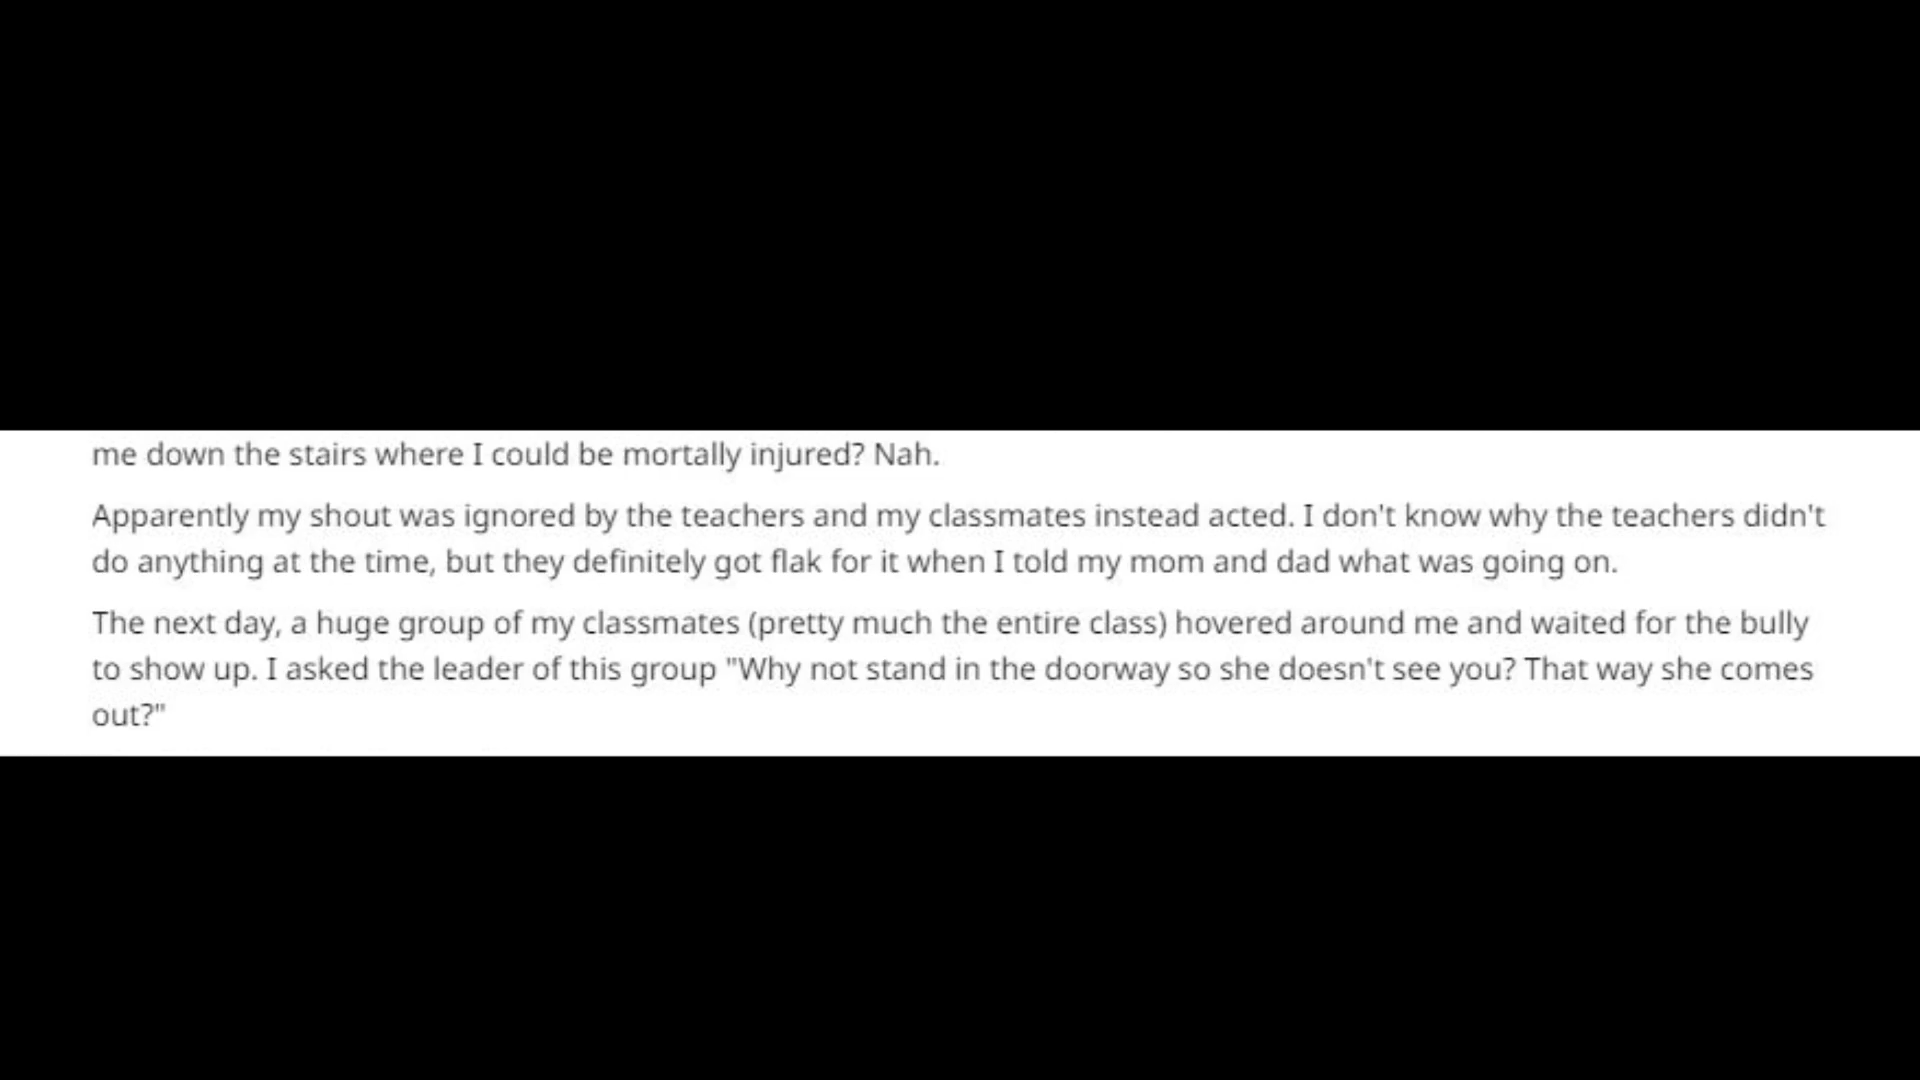 me down the stairs where I could be mortally injured? Nah.
Apparently my shout was ignored by the teachers and my classmates instead acted. I don't know why the teachers didn't
do anything at the time, but they definitely got flak for it when I told my mom and dad what was going on.
The next day, a huge group of my classmates (pretty much the entire class) hovered around me and waited for the bully
to show up. I asked the leader of this group "Why not stand in the doorway so she doesn't see you? That way she comes
out?"